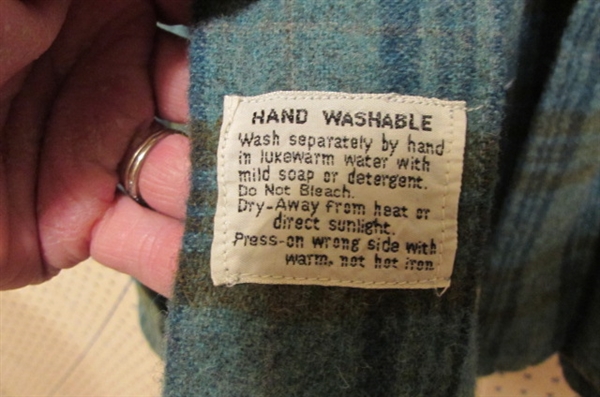 HAND WASHABLE
Wash separately by hand
in lukewarm water with
mild soap or detergent.
Do Not Bleach.
Dry-Away from heat or
direct sunlight.
Press-on wrong side with
warm, not hot iron